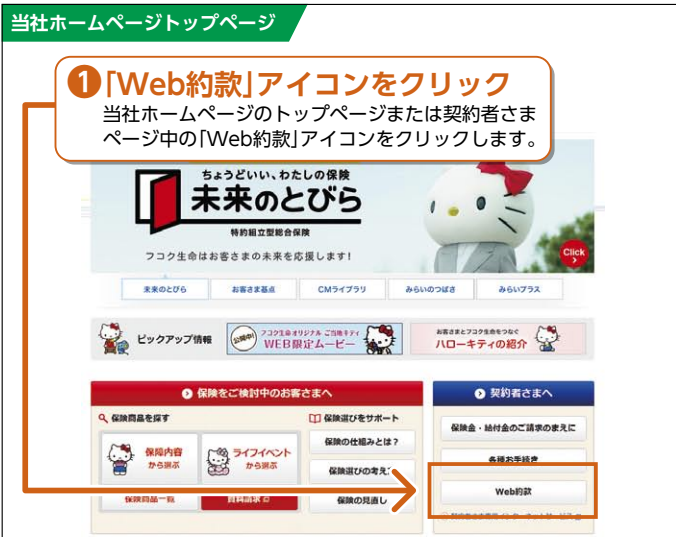 当社ホームページトップページ
❶「Web約款」アイコンをクリック
当社ホームページのトップページまたは契約者さま
ページ中の「Web約款」アイコンをクリックします。
ちょうどいい、わたしの保険
未来のとびら
特約組立型総合保険
フコク生命はお客さまの未来を応援します!
Click
未来のとびら
お客さま基点
CMライブラリ
みらいのつばさ
みらいプラス
ピックアップ情報
公開中!
フコク生命オリジナル ご当地キティ
WEB限定ムービー
お客さまとフコク生命をつなぐ
ハローキティの紹介
保険をご検討中のお客さまへ
契約者さまへ
保険商品を探す
保険選びをサポート
保障内容
から選ぶ
ライフイベント
から選ぶ
保険の仕組みとは?
保険選びの考え
保険商品一覧
資料請求
保険の見直し
保険金・給付金のご請求のまえに
各種お手続き
Web約款